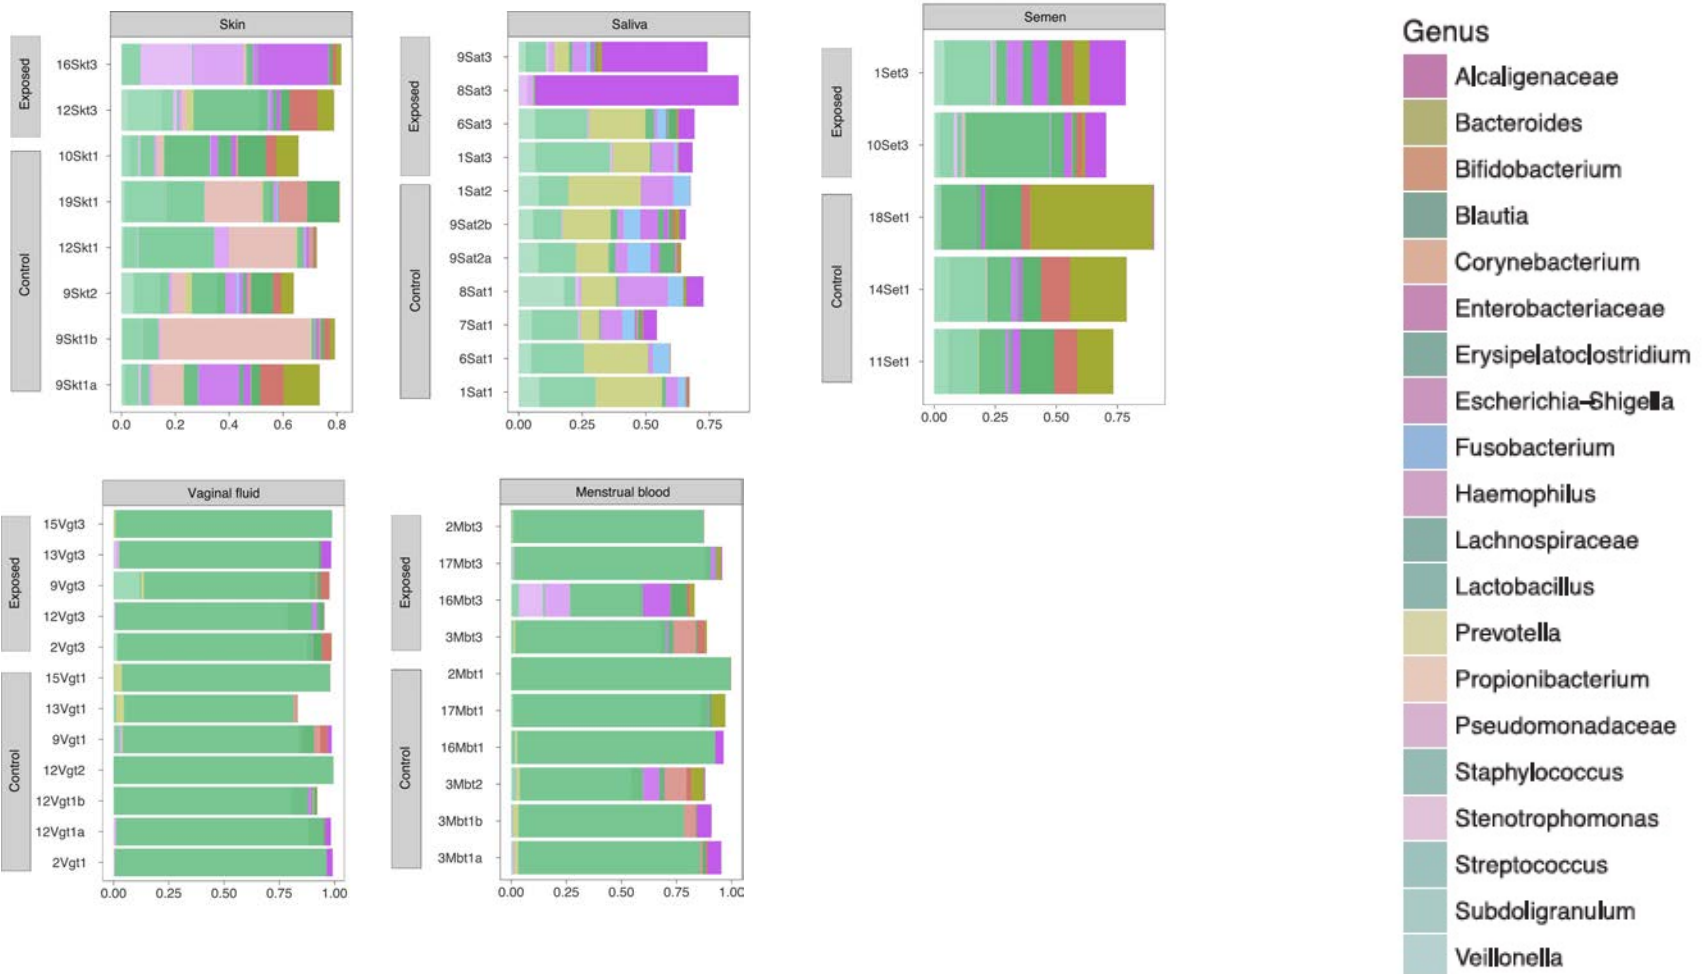 Skin
Exposed
Control
16Skt3
12Skt3
10Skt1
19Skt1
12Skt1
9Skt2
9Skt1b
9Skt1a
0.0 0.2 0.4 0.6 0.8
Saliva
Exposed
Control
9Sat3
8Sat3
6Sat3
1Sat3
1Sat2
9Sat2b
9Sat2a
8Sat1
7Sat1
6Sat1
1Sat1
0.00 0.25 0.50 0.75
Semen
Exposed
Control
1Set3
10Set3
18Set1
14Set1
11Set1
0.00 0.25 0.50 0.75
Vaginal fluid
Exposed
Control
15Vgt3
13Vgt3
9Vgt3
12Vgt3
2Vgt3
15Vgt1
13Vgt1
9Vgt1
12Vgt2
12Vgt1b
12Vgt1a
2Vgt1
0.00 0.25 0.50 0.75 1.00
Menstrual blood
Exposed
Control
2Mbt3
17Mbt3
16Mbt3
3Mbt3
2Mbt1
17Mbt1
16Mbt1
3Mbt2
3Mbt1b
3Mbt1a
0.00 0.25 0.50 0.75 1.00
Genus
Alcaligenaceae
Bacteroides
Bifidobacterium
Blautia
Corynebacterium
Enterobacteriaceae
Erysipelatoclostridium
Escherichia-Shigella
Fusobacterium
Haemophilus
Lachnospiraceae
Lactobacillus
Prevotella
Propionibacterium
Pseudomonadaceae
Staphylococcus
Stenotrophomonas
Streptococcus
Subdoligranulum
Veillonella